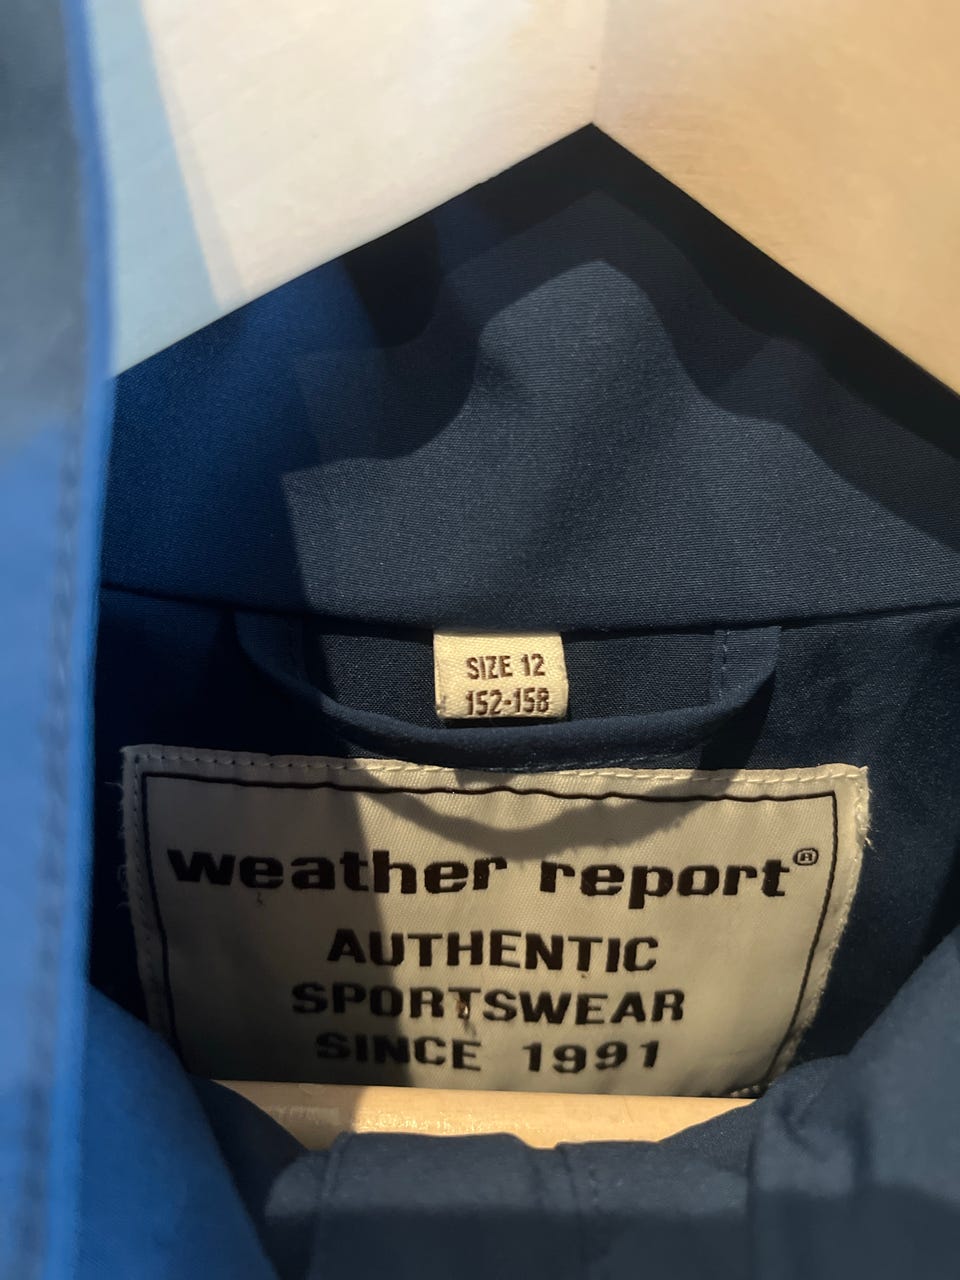 SIZE 12
152-158
weather report®
AUTHENTIC
SPORTSWEAR
SINCE 1991